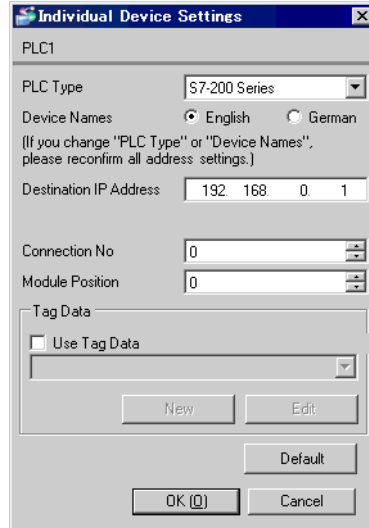 Individual Device Settings
PLC1
PLC Type S7-200 Series
Device Names English German
(If you change "PLC Type" or "Device Names",
please reconfirm all address settings.)
Destination IP Address 192. 168. 0. 1
Connection No 0
Module Position 0
Tag Data
Use Tag Data
New Edit
Default
OK (O) Cancel